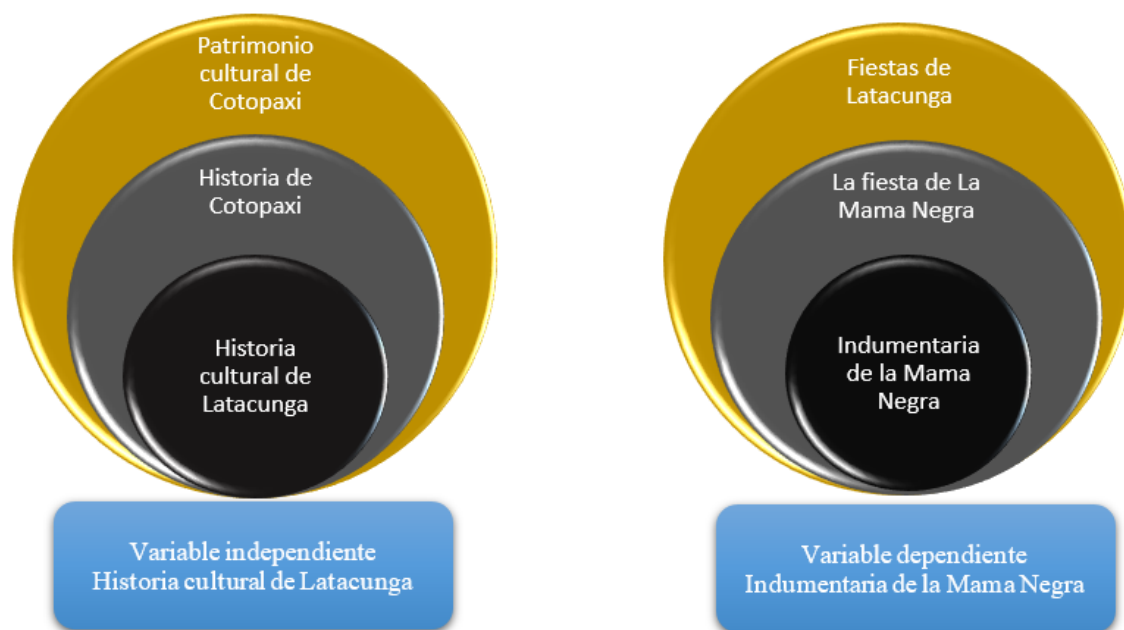 Patrimonio
cultural de
Cotopaxi
Historia de
Cotopaxi
Historia
cultural de
Latacunga
Variable independiente
Historia cultural de Latacunga
Fiestas de
Latacunga
La fiesta de La
Mama Negra
Indumentaria
de la Mama
Negra
Variable dependiente
Indumentaria de la Mama Negra